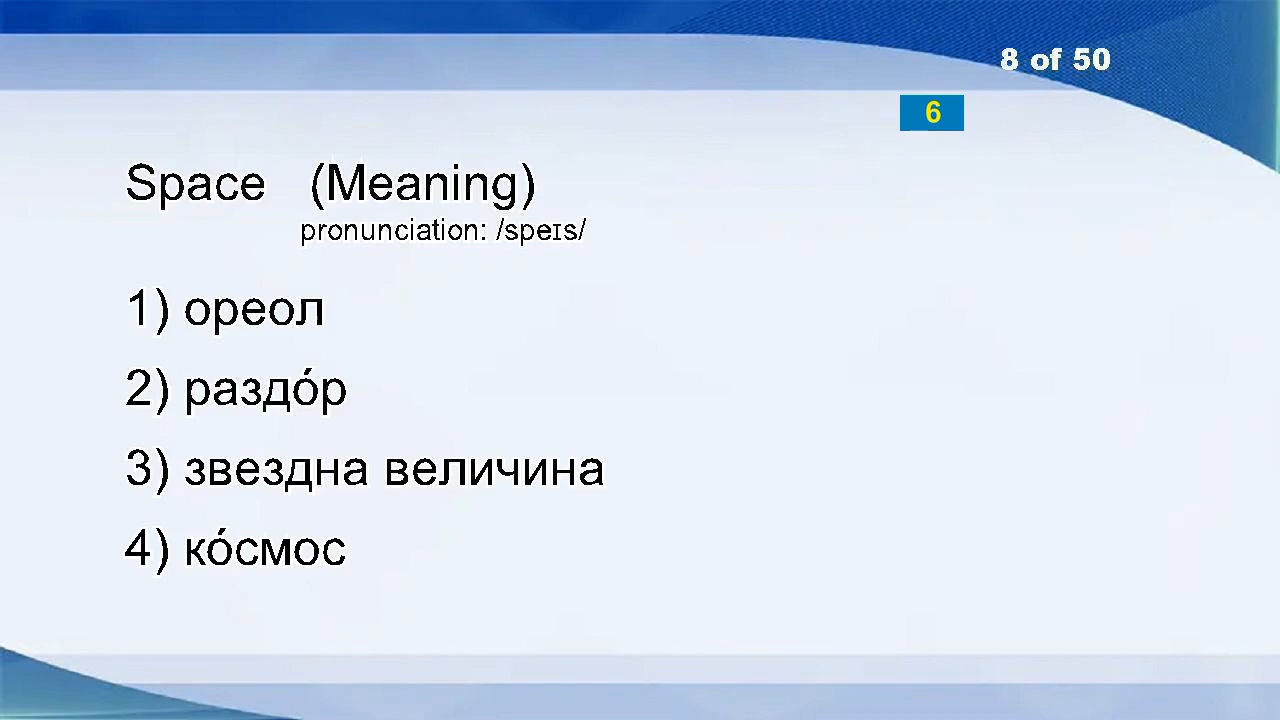 8 of 50
6
Space (Meaning)
pronunciation: /speɪs/
1) ореол
2) раздо́р
3) звездна величина
4) ко́смос